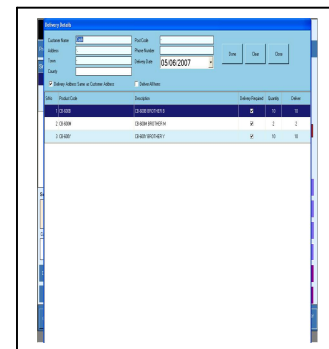 Delivery Details
Customer Name Cash Post Code
Address Phone Number
Town Delivery Date 05/06/2007
County
Done Clear Close
Delivery Address Same as Customer Address Deliver All Items
S.No Product Code Description Delivery Required Quantity Deliver
1 CB-600B CB-600B BROTHER B 10 10
2 CB-600M CB-600M BROTHER M 2 2
3 CB-600Y CB-600Y BROTHER Y 10 10